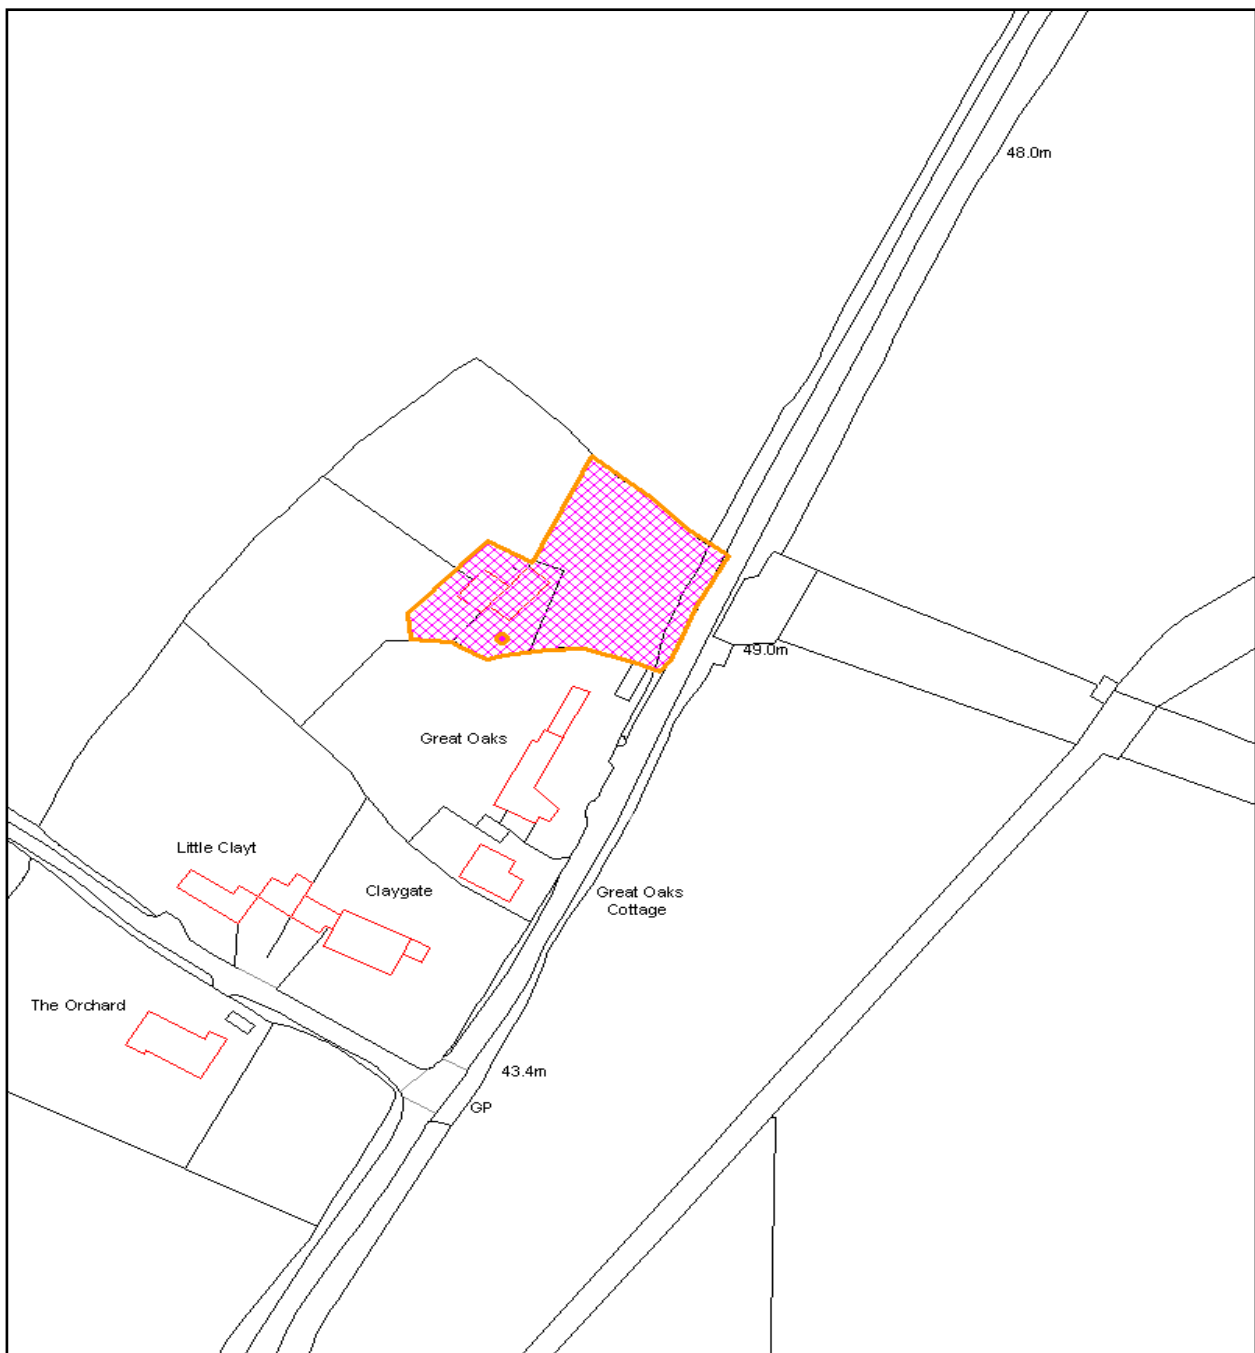 48.0m
49.0m
Great Oaks
Little Clayt
Claygate
Great Oaks
Cottage
The Orchard
43.4m
GP